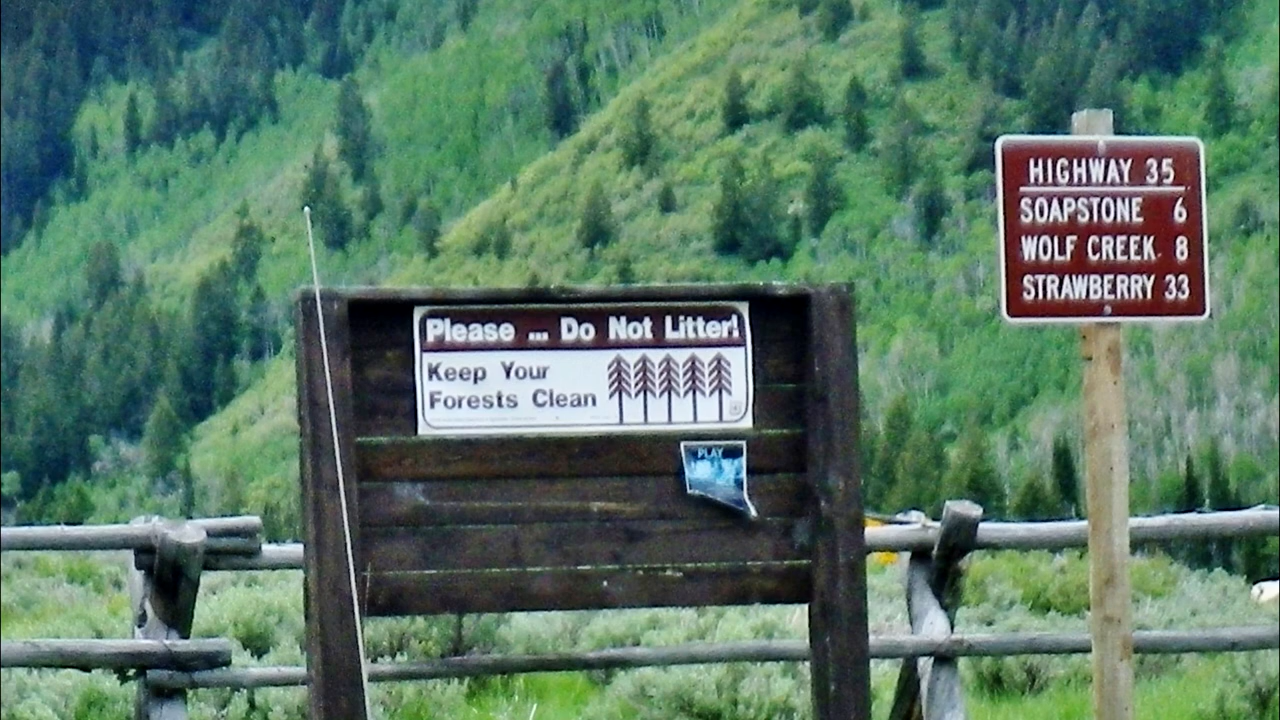 Please ... Do Not Litter!
Keep Your
Forests Clean
PLAY
HIGHWAY 35
SOAPSTONE 6
WOLF CREEK 8
STRAWBERRY 33